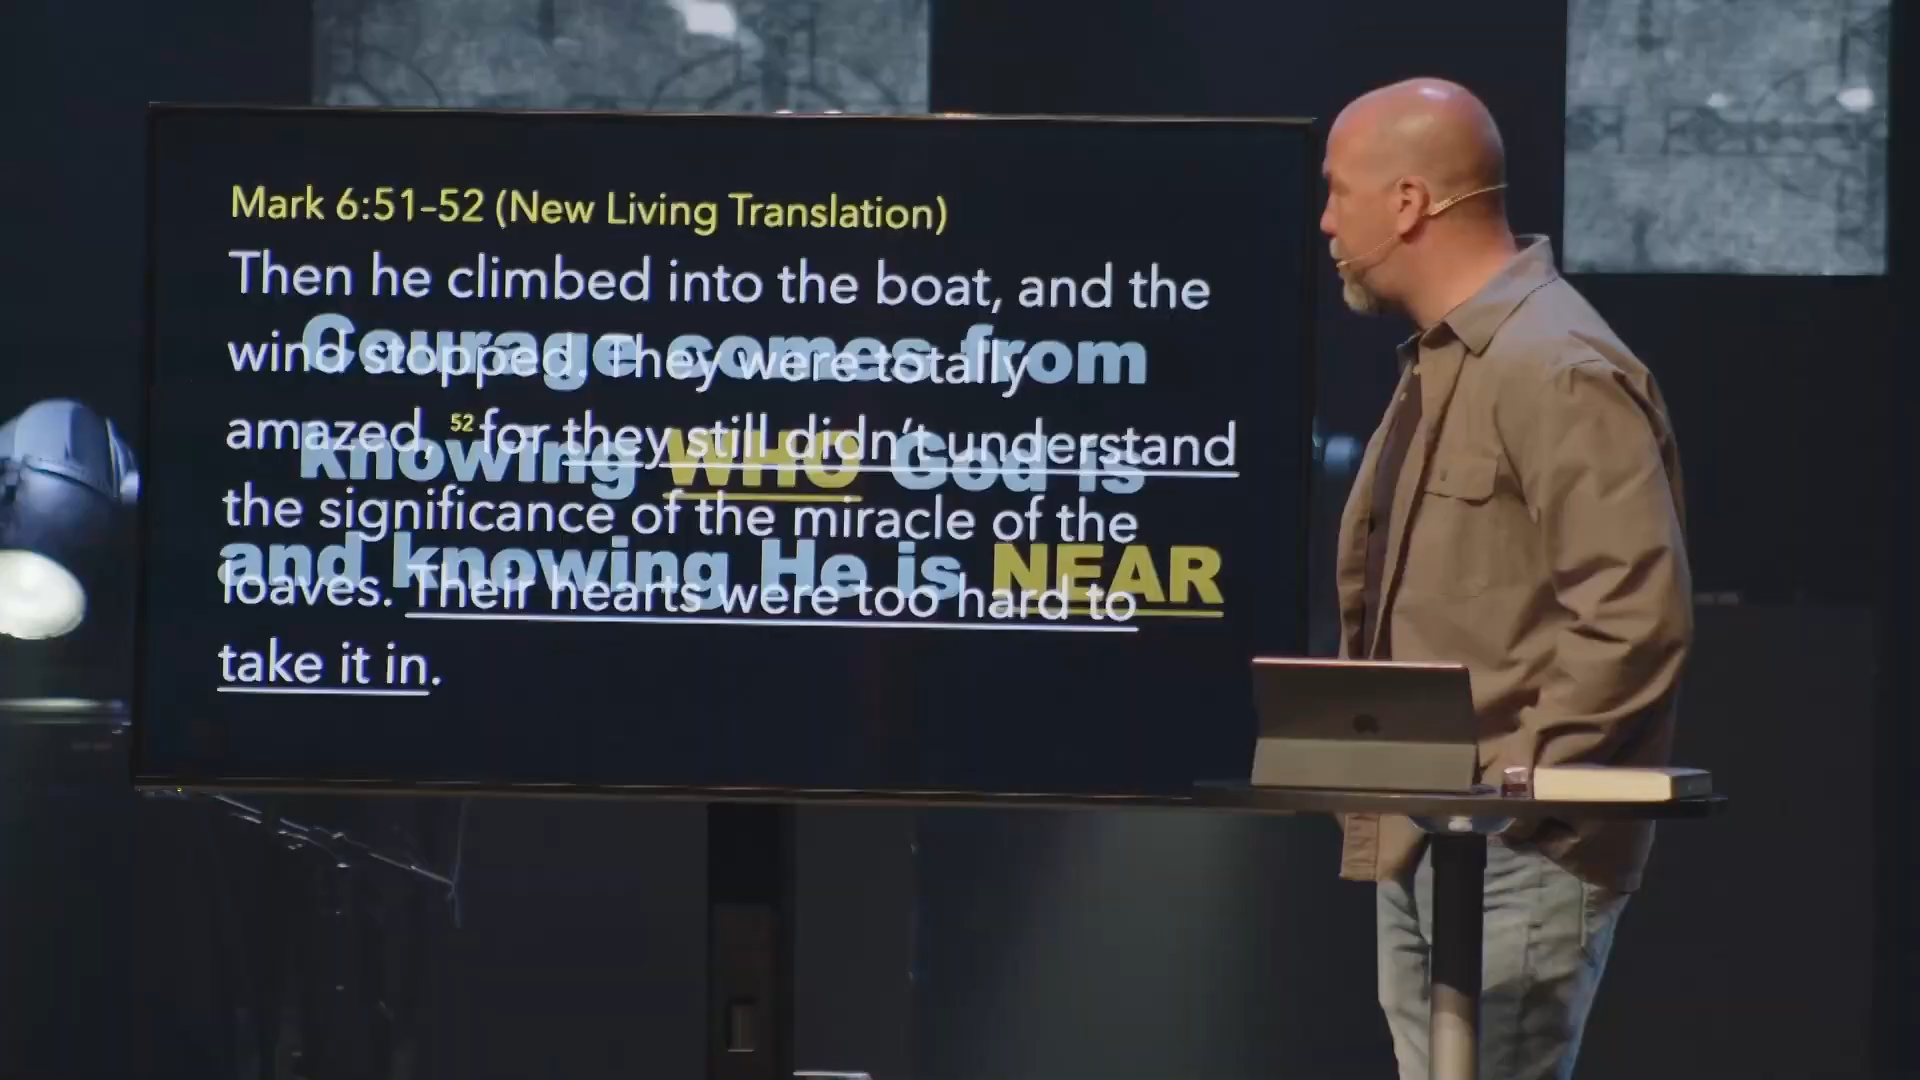 Mark 6:51–52 (New Living Translation)
Then he climbed into the boat, and the
wind stopped. They were totally
amazed, 52 for they still didn't understand
the significance of the miracle of the
loaves. Their hearts were too hard to
take it in.
Courage comes from
knowing WHO God is
and knowing He is NEAR